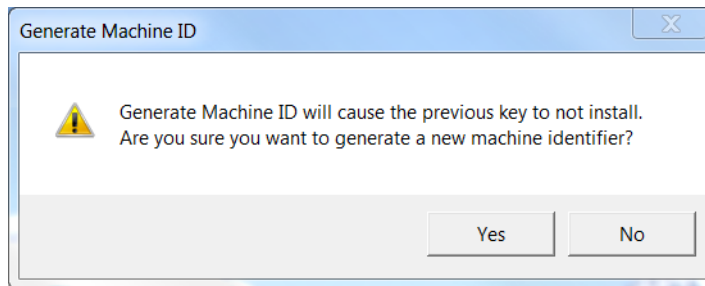 Generate Machine ID
Generate Machine ID will cause the previous key to not install.
Are you sure you want to generate a new machine identifier?
Yes
No